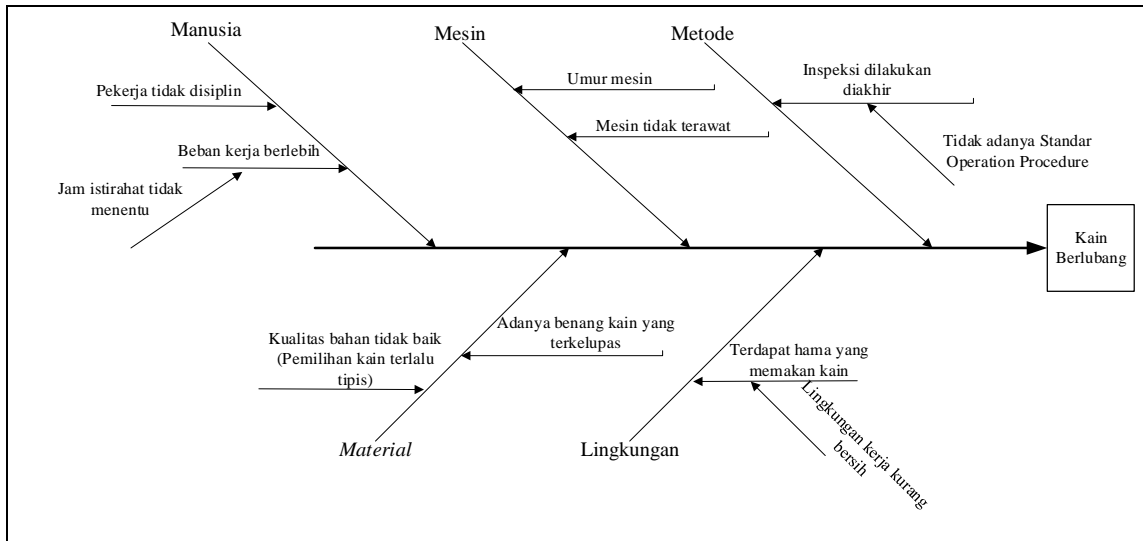 Manusia
Mesin
Metode
Pekerja tidak disiplin
Beban kerja berlebih
Jam istirahat tidak
menentu
Umur mesin
Mesin tidak terawat
Inspeksi dilakukan
diakhir
Tidak adanya Standar
Operation Procedure
Kain
Berlubang
Kualitas bahan tidak baik
(Pemilihan kain terlalu
tipis)
Adanya benang kain yang
terkelupas
Material
Terdapat hama yang
memakan kain
Lingkungan kerja kurang
bersih
Lingkungan